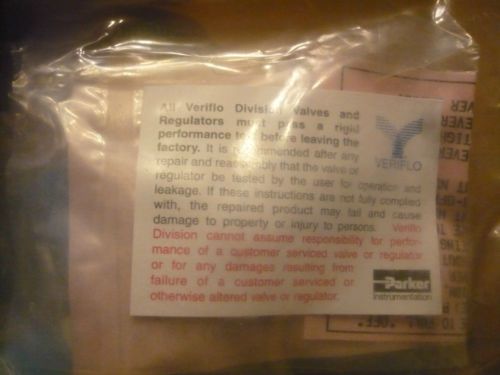 All Veriflo Division Valves and
Regulators must pass a rigid
performance test before leaving the
factory. It is recommended after any
repair and reassembly that the valve or
regulator be tested by the user for operation and
leakage. If these instructions are not fully complied
with, the repaired product may fail and cause
damage to property or injury to persons. Veriflo
Division cannot assume responsibility for perfor-
mance of a customer serviced valve or regulator
or for any damages resulting from
failure of a customer serviced or
otherwise altered valve or regulator.
VERIFLO
Parker
Instrumentation